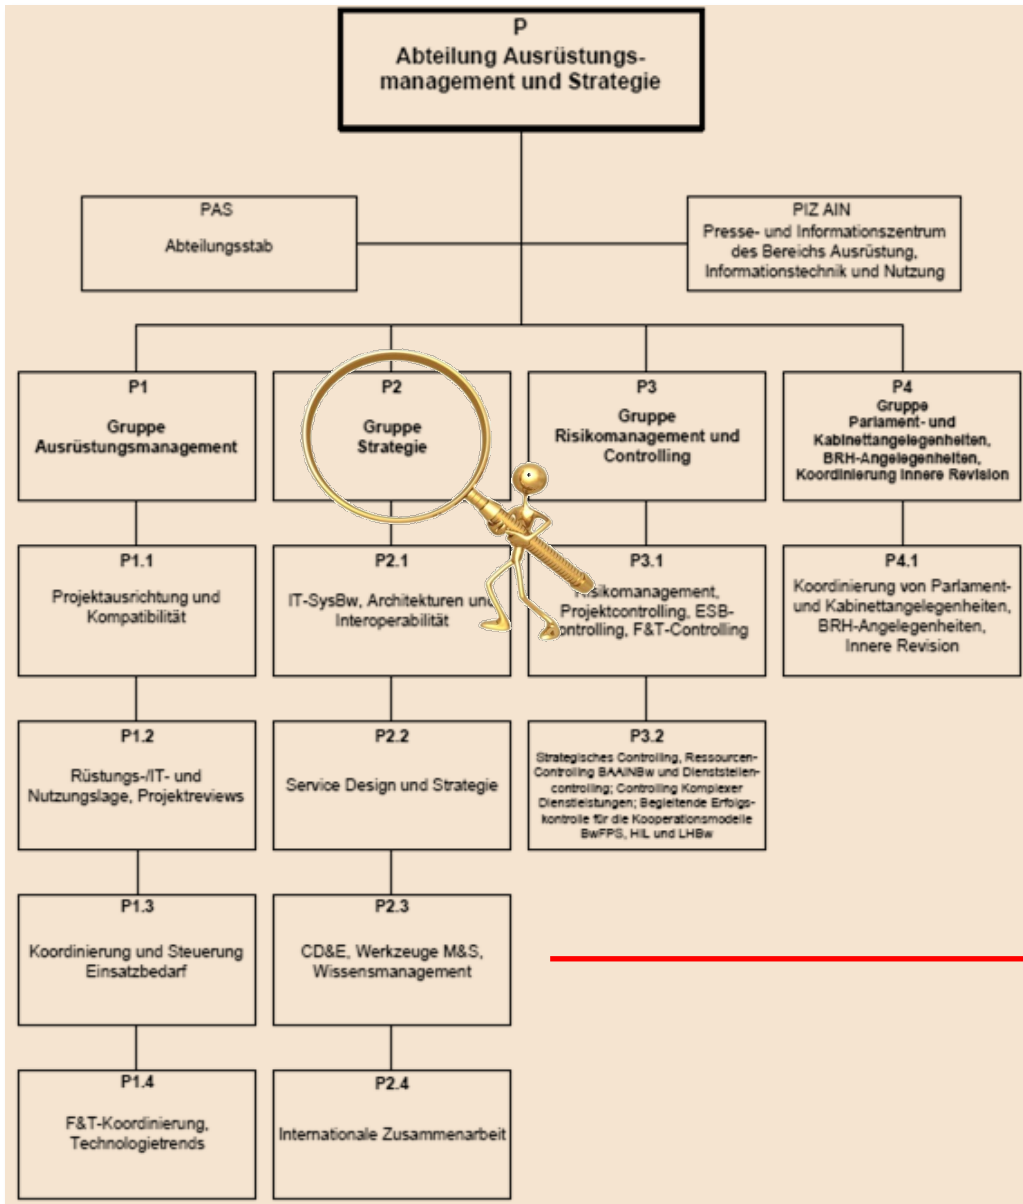 P
Abteilung Ausrüstungs-
management und Strategie
PAS
Abteilungsstab
PIZ AIN
Presse- und Informationszentrum
des Bereichs Ausrüstung,
Informationstechnik und Nutzung
P1
Gruppe
Ausrüstungsmanagement
P2
Gruppe
Strategie
P3
Gruppe
Risikomanagement und
Controlling
P4
Gruppe
Parlament- und
Kabinettangelegenheiten,
BRH-Angelegenheiten,
Koordinierung Innere Revision
P1.1
Projektausrichtung und
Kompatibilität
P2.1
IT-SysBw, Architekturen und
Interoperabilität
P3.1
Risikomanagement,
Projektcontrolling, ESB-
Controlling, F&T-Controlling
P4.1
Koordinierung von Parlament-
und Kabinettangelegenheiten,
BRH-Angelegenheiten,
Innere Revision
P1.2
Rüstungs-/IT- und
Nutzungslage, Projektreviews
P2.2
Service Design und Strategie
P3.2
Strategisches Controlling, Ressourcen-
Controlling BAAINBw und Dienststellen-
controlling; Controlling Komplexer
Dienstleistungen; Begleitende Erfolgs-
kontrolle für die Kooperationsmodelle
BwFPS, HIL und LHBw
P1.3
Koordinierung und Steuerung
Einsatzbedarf
P2.3
CD&E, Werkzeuge M&S,
Wissensmanagement
P1.4
F&T-Koordinierung,
Technologietrends
P2.4
Internationale Zusammenarbeit